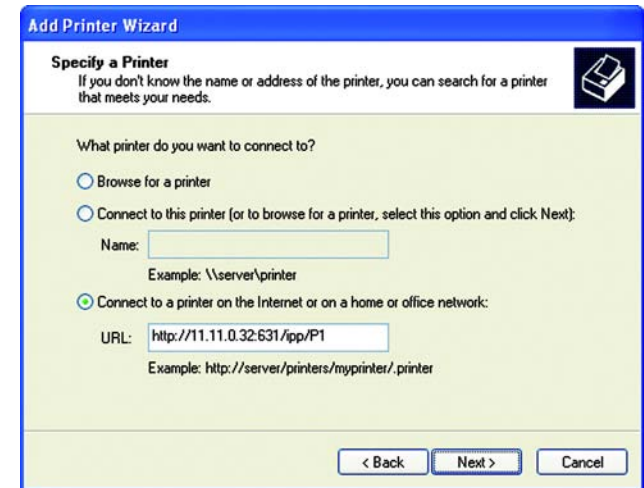 Add Printer Wizard
Specify a Printer
If you don't know the name or address of the printer, you can search for a printer
that meets your needs.
What printer do you want to connect to?
Browse for a printer
Connect to this printer (or to browse for a printer, select this option and click Next):
Name:
Example: \\server\printer
Connect to a printer on the Internet or on a home or office network:
URL: http://11.11.0.32:631/ipp/P1
Example: http://server/printers/myprinter/.printer
< Back Next > Cancel